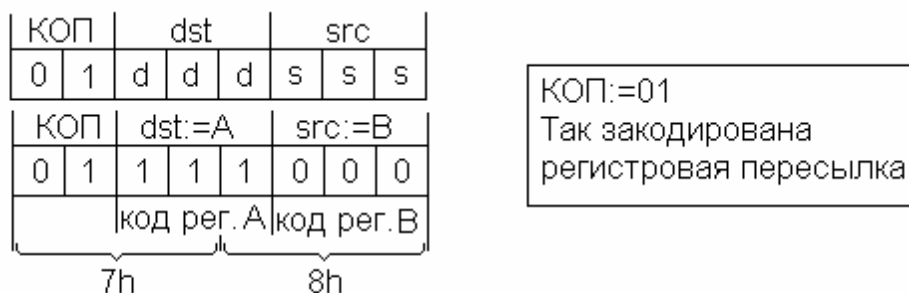 КОП dst src
0 1 d d d s s s
КОП dst:=A src:=B
0 1 1 1 1 0 0 0
код рег. A код рег. B
7h 8h
КОП:=01
Так закодирована
регистровая пересылка